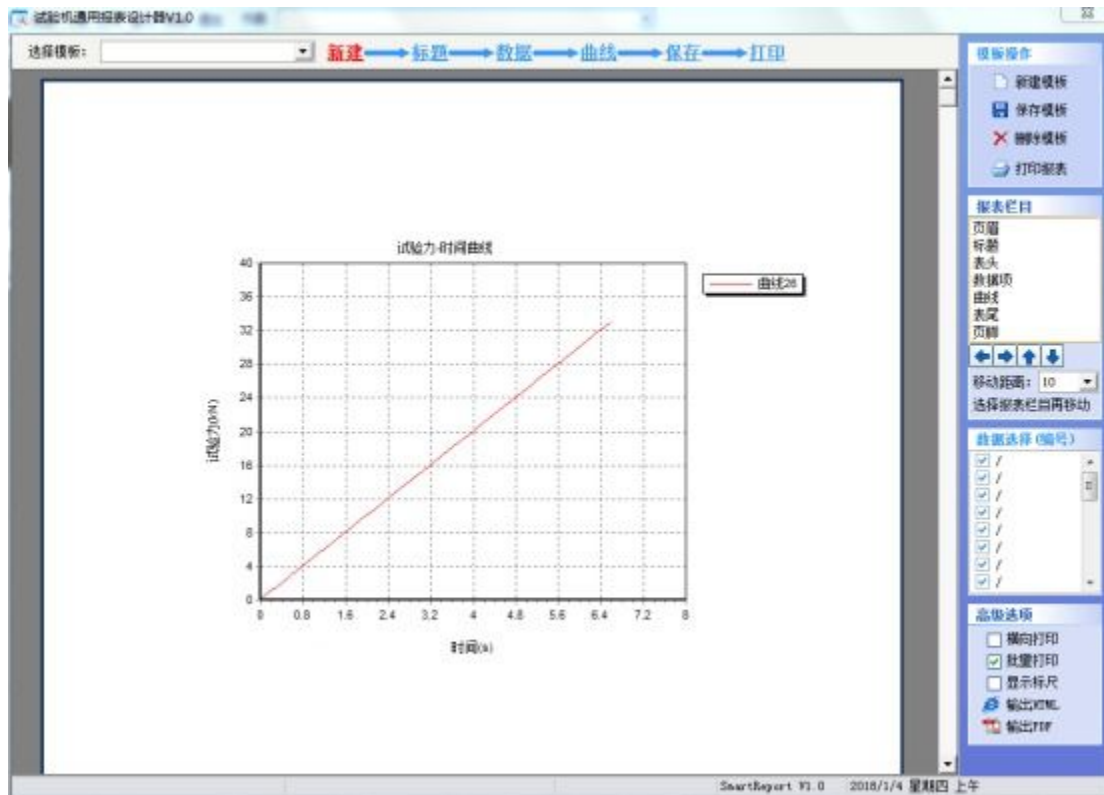 试验机通用报表设计器V1.0
选择模板:
新建 标题 数据 曲线 保存 打印
试验力-时间曲线
曲线26
40
36
32
28
24
20
16
12
8
4
0
试验力(kN)
0 0.8 1.6 2.4 3.2 4 4.8 5.6 6.4 7.2 8
时间(s)
模板操作
新建模板
保存模板
删除模板
打印报表
报表栏目
页眉
标题
表头
数据项
曲线
表尾
页脚
移动距离: 10
选择报表栏目再移动
数据选择(编号)
/
/
/
/
/
/
/
/
高级选项
横向打印
批量打印
显示标尺
输出HTML
输出PDF
SmartReport V1.0 2018/1/4 星期四 上午